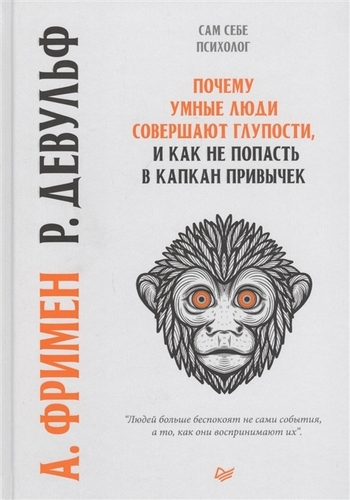 САМ СЕБЕ
ПСИХОЛОГ
ПОЧЕМУ
УМНЫЕ ЛЮДИ
СОВЕРШАЮТ ГЛУПОСТИ,
И КАК НЕ ПОПАСТЬ
В КАПКАН ПРИВЫЧЕК
А. ФРИМЕН Р. ДЕВУЛЬФ
"Людей больше беспокоят не сами события,
а то, как они воспринимают их".